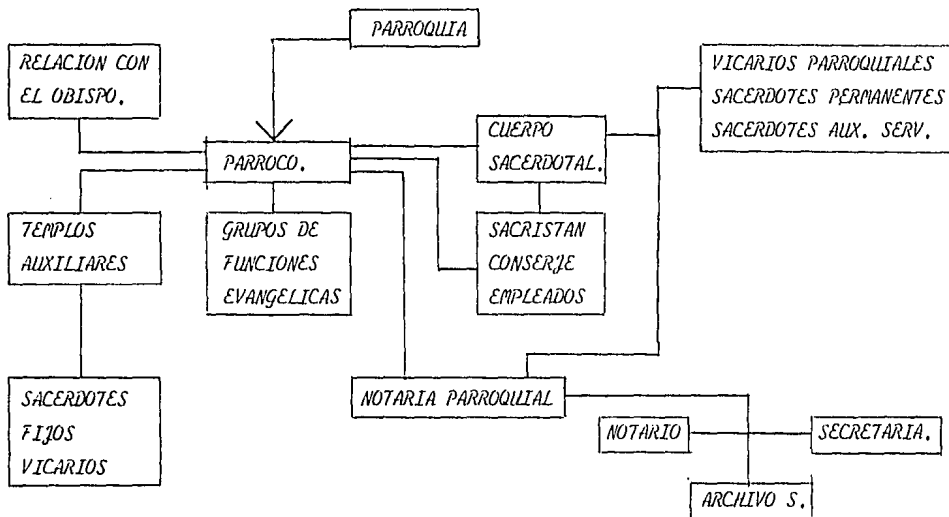 PARROQUIA
RELACION CON
EL OBISPO.
VICARIOS PARROQUIALES
SACERDOTES PERMANENTES
SACERDOTES AUX. SERV.
PARROCO.
CUERPO
SACERDOTAL.
TEMPLOS
AUXILIARES
GRUPOS DE
FUNCIONES
EVANGELICAS
SACRISTAN
CONSERJE
EMPLEADOS
SACERDOTES
FIJOS
VICARIOS
NOTARIA PARROQUIAL
NOTARIO
SECRETARIA.
ARCHIVO S.